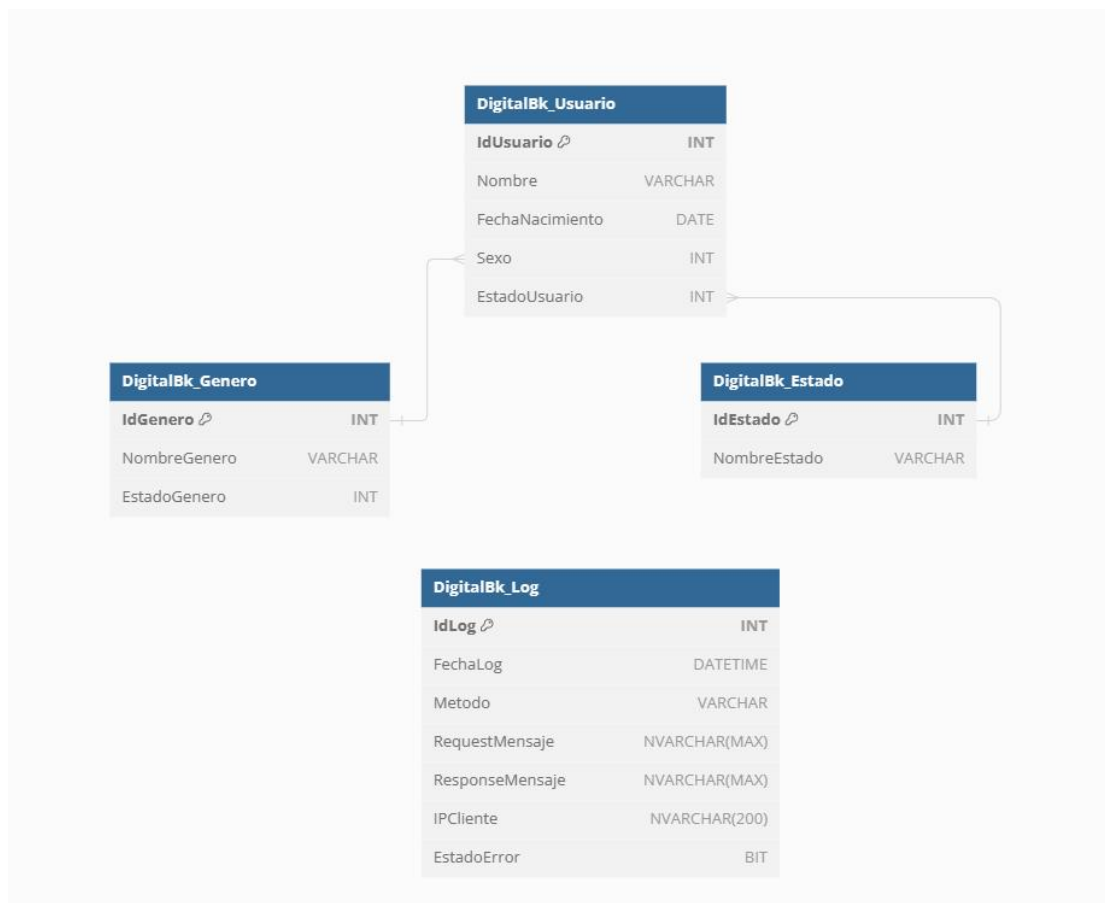 DigitalBk_Usuario
IdUsuario INT
Nombre VARCHAR
FechaNacimiento DATE
Sexo INT
EstadoUsuario INT
DigitalBk_Genero
IdGenero INT
NombreGenero VARCHAR
EstadoGenero INT
DigitalBk_Estado
IdEstado INT
NombreEstado VARCHAR
DigitalBk_Log
IdLog INT
FechaLog DATETIME
Metodo VARCHAR
RequestMensaje NVARCHAR(MAX)
ResponseMensaje NVARCHAR(MAX)
IPCliente NVARCHAR(200)
EstadoError BIT